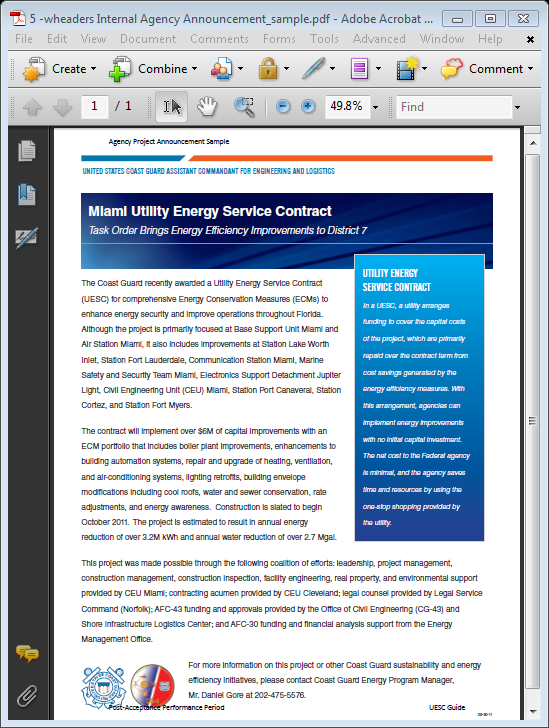 5 -wheaders Internal Agency Announcement_sample.pdf - Adobe Acrobat ...
File Edit View Document Comments Forms Tools Advanced Window Help
Create Combine Comment
1 / 1 49.8% Find
Agency Project Announcement Sample
UNITED STATES COAST GUARD ASSISTANT COMMANDANT FOR ENGINEERING AND LOGISTICS
Miami Utility Energy Service Contract
Task Order Brings Energy Efficiency Improvements to District 7
The Coast Guard recently awarded a Utility Energy Service Contract
(UESC) for comprehensive Energy Conservation Measures (ECMs) to
enhance energy security and improve operations throughout Florida.
Although the project is primarily focused at Base Support Unit Miami and
Air Station Miami, it also includes improvements at Station Lake Worth
Inlet, Station Fort Lauderdale, Communication Station Miami, Marine
Safety and Security Team Miami, Electronics Support Detachment Jupiter
Light, Civil Engineering Unit (CEU) Miami, Station Port Canaveral, Station
Cortez, and Station Fort Myers.
The contract will implement over $6M of capital improvements with an
ECM portfolio that includes boiler plant improvements, enhancements to
building automation systems, repair and upgrade of heating, ventilation,
and air-conditioning systems, lighting retrofits, building envelope
modifications including cool roofs, water and sewer conservation, rate
adjustments, and energy awareness. Construction is slated to begin
October 2011. The project is estimated to result in annual energy
reduction of over 3.2M kWh and annual water reduction of over 2.7 Mgal.
UTILITY ENERGY
SERVICE CONTRACT
In a UESC, a utility arranges
funding to cover the capital costs
of the project, which are primarily
repaid over the contract term from
cost savings generated by the
energy efficiency measures. With
this arrangement, agencies can
implement energy improvements
with no initial capital investment.
The net cost to the Federal agency
is minimal, and the agency saves
time and resources by using the
one-stop shopping provided by
the utility.
This project was made possible through the following coalition of efforts: leadership, project management,
construction management, construction inspection, facility engineering, real property, and environmental support
provided by CEU Miami; contracting acumen provided by CEU Cleveland; legal counsel provided by Legal Service
Command (Norfolk); AFC-43 funding and approvals provided by the Office of Civil Engineering (CG-43) and
Shore Infrastructure Logistics Center; and AFC-30 funding and financial analysis support from the Energy
Management Office.
For more information on this project or other Coast Guard sustainability and energy
efficiency initiatives, please contact Coast Guard Energy Program Manager,
Mr. Daniel Gore at 202-475-5576.
Post-Acceptance Performance Period UESC Guide